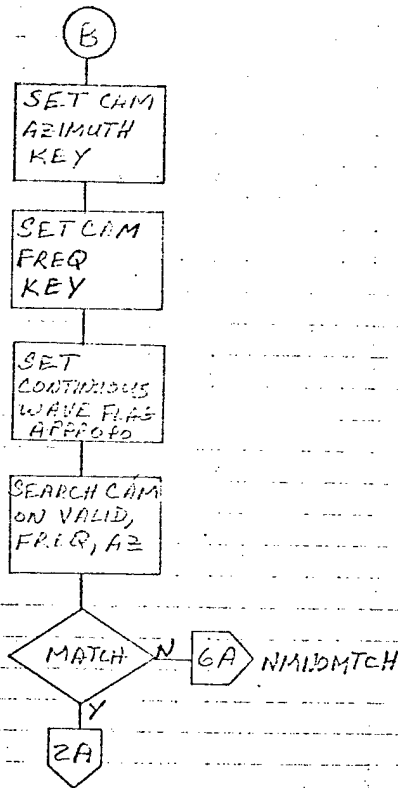 B
SET CAM
AZIMUTH
KEY
SET CAM
FREQ
KEY
SET
CONTINUOUS
WAVE FLAG
SEARCH CAM
ON VALID,
FREQ, AZ
MATCH
N
6A
Y
2A